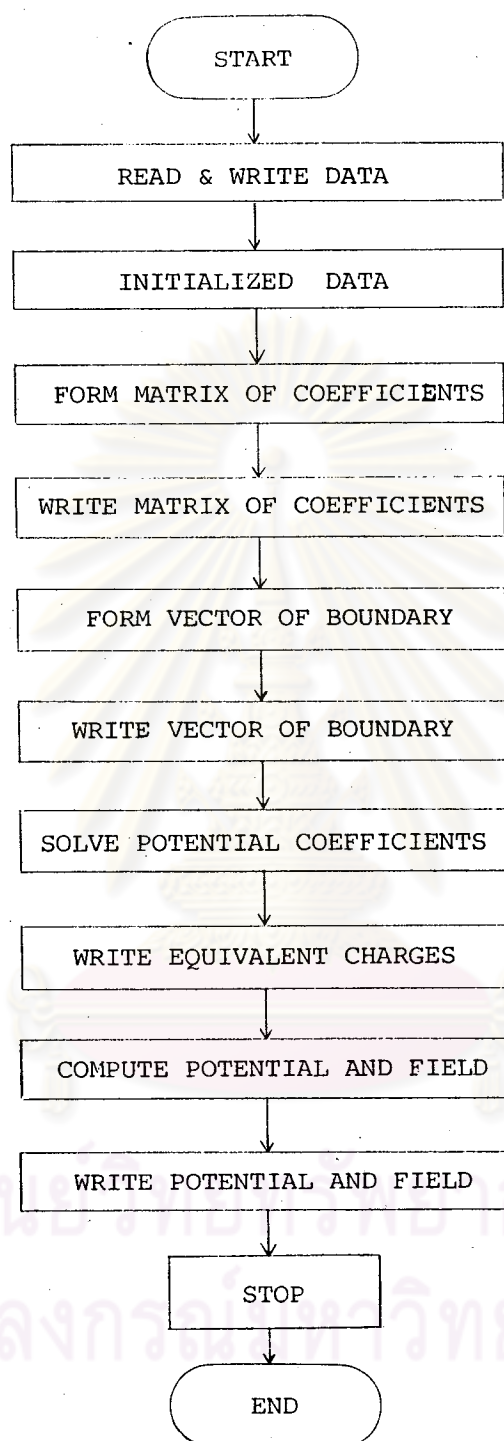 START
READ & WRITE DATA
INITIALIZED DATA
FORM MATRIX OF COEFFICIENTS
WRITE MATRIX OF COEFFICIENTS
FORM VECTOR OF BOUNDARY
WRITE VECTOR OF BOUNDARY
SOLVE POTENTIAL COEFFICIENTS
WRITE EQUIVALENT CHARGES
COMPUTE POTENTIAL AND FIELD
WRITE POTENTIAL AND FIELD
STOP
END